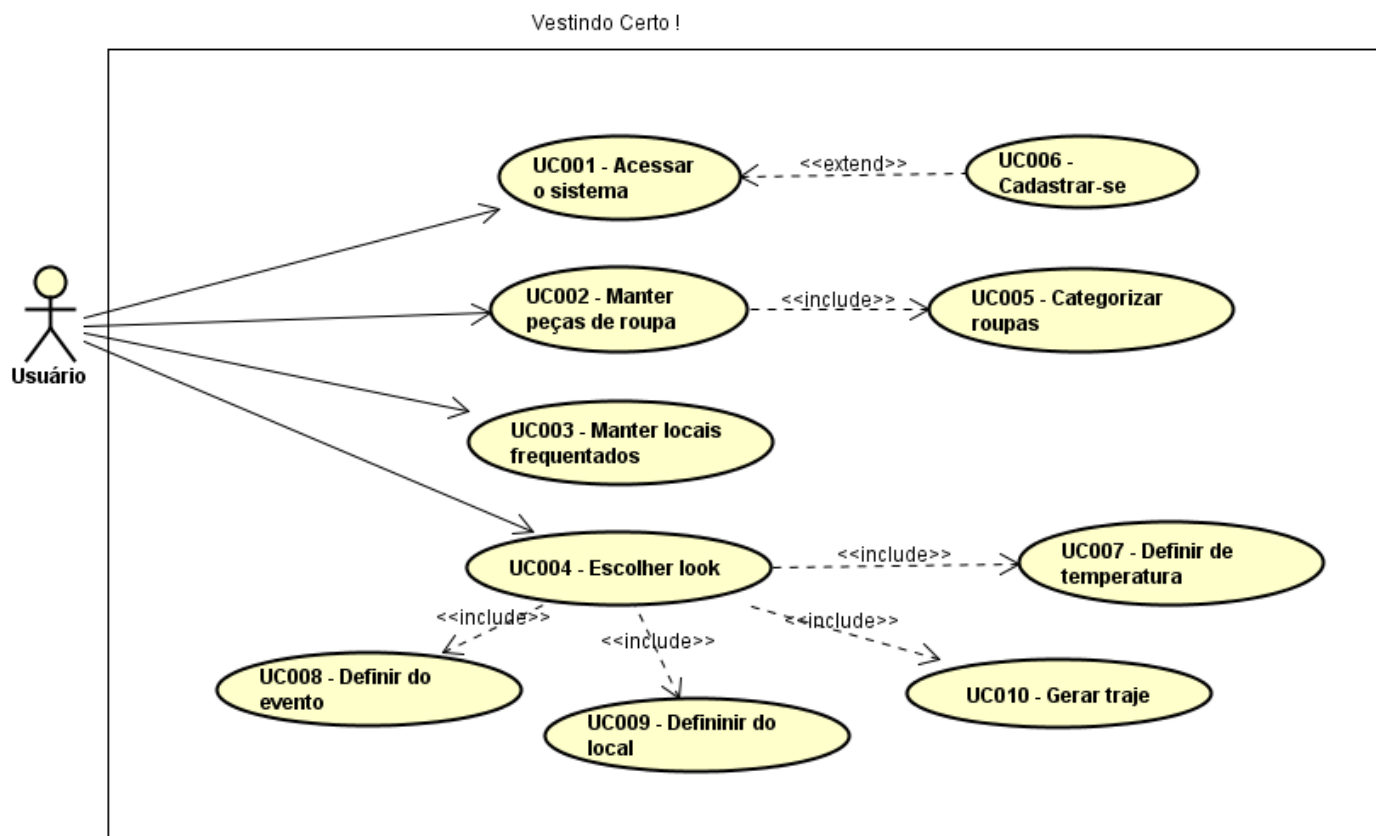 Vestindo Certo !
UC001 - Acessar
o sistema
<<extend>>
UC006 -
Cadastrar-se
UC002 - Manter
peças de roupa
<<include>>
UC005 - Categorizar
roupas
Usuário
UC003 - Manter locais
frequentados
UC004 - Escolher look
<<include>>
UC007 - Definir de
temperatura
<<include>>
<<include>>
<<include>>
UC008 - Definir do
evento
UC009 - Defininir do
local
UC010 - Gerar traje